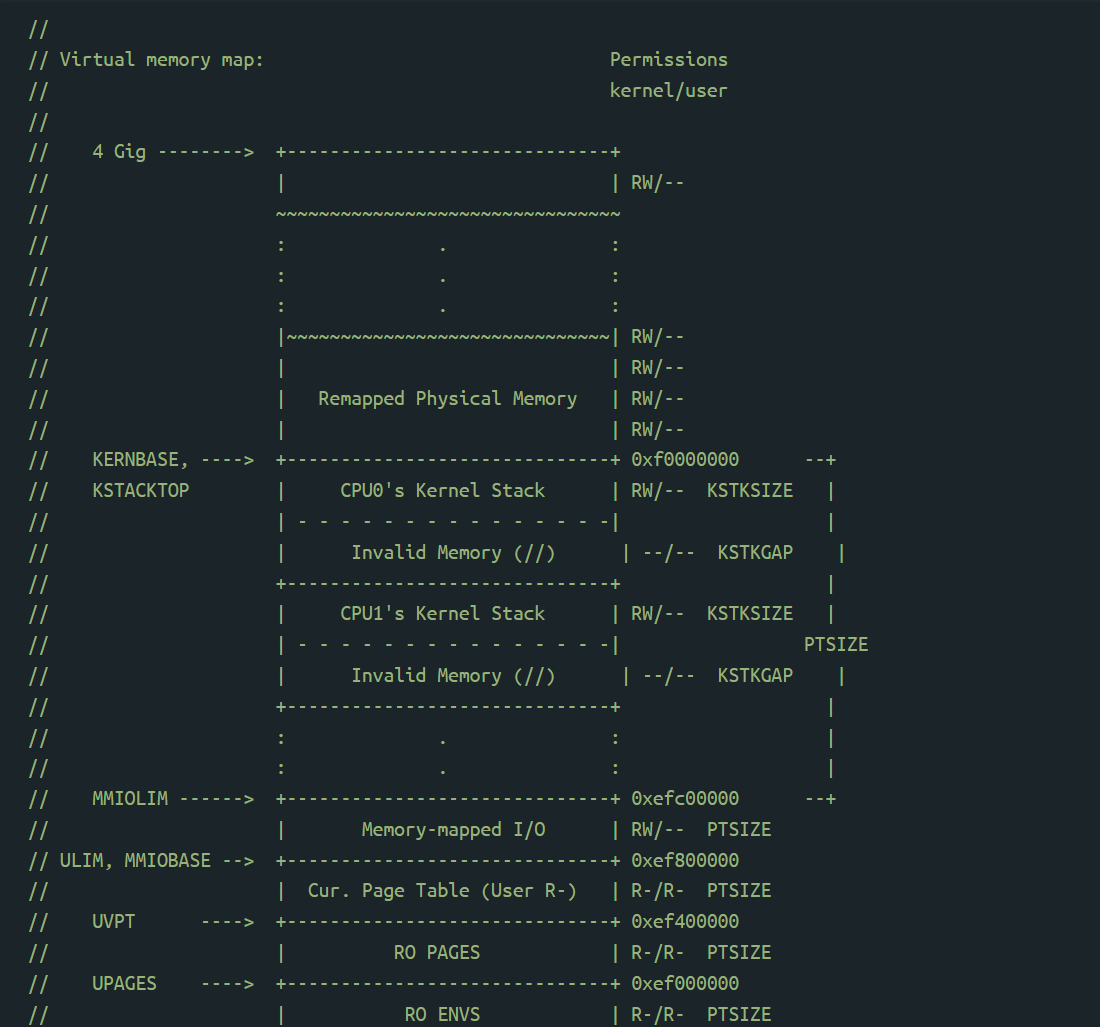 //
// Virtual memory map:                                Permissions
//                                                    kernel/user
//
//    4 Gig -------->  +------------------------------+
//                     |                              | RW/--
//                     ~~~~~~~~~~~~~~~~~~~~~~~~~~~~~~~~
//                     :              .               :
//                     :              .               :
//                     :              .               :
//                     |~~~~~~~~~~~~~~~~~~~~~~~~~~~~~~| RW/--
//                     |                              | RW/--
//                     |   Remapped Physical Memory   | RW/--
//                     |                              | RW/--
//    KERNBASE, ---->  +------------------------------+ 0xf0000000      --+
//    KSTACKTOP        |     CPU0's Kernel Stack      | RW/--  KSTKSIZE   |
//                     | - - - - - - - - - - - - - - -|                   |
//                     |      Invalid Memory (//)      | --/--  KSTKGAP    |
//                     +------------------------------+                   |
//                     |     CPU1's Kernel Stack      | RW/--  KSTKSIZE   |
//                     | - - - - - - - - - - - - - - -|                 PTSIZE
//                     |      Invalid Memory (//)      | --/--  KSTKGAP    |
//                     +------------------------------+                   |
//                     :              .               :                   |
//                     :              .               :                   |
//    MMIOLIM ------>  +------------------------------+ 0xefc00000      --+
//                     |       Memory-mapped I/O      | RW/--  PTSIZE
// ULIM, MMIOBASE -->  +------------------------------+ 0xef800000
//                     |  Cur. Page Table (User R-)   | R-/R-  PTSIZE
//    UVPT      ---->  +------------------------------+ 0xef400000
//                     |          RO PAGES            | R-/R-  PTSIZE
//    UPAGES    ---->  +------------------------------+ 0xef000000
//                     |           RO ENVS            | R-/R-  PTSIZE